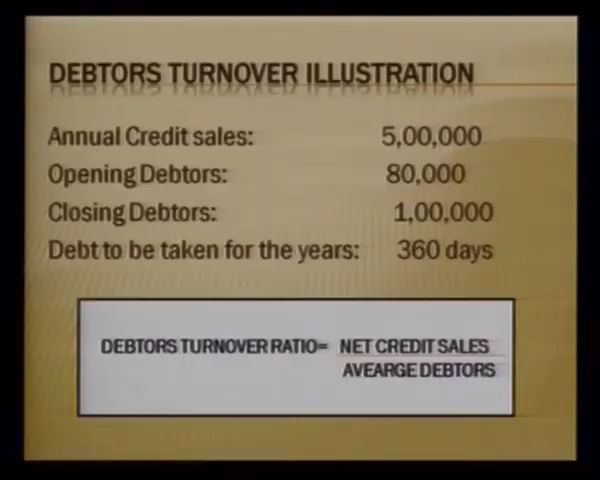 DEBTORS TURNOVER ILLUSTRATION
Annual Credit sales: 5,00,000
Opening Debtors: 80,000
Closing Debtors: 1,00,000
Debt to be taken for the years: 360 days
DEBTORS TURNOVER RATIO= NET CREDIT SALES
AVEARGE DEBTORS